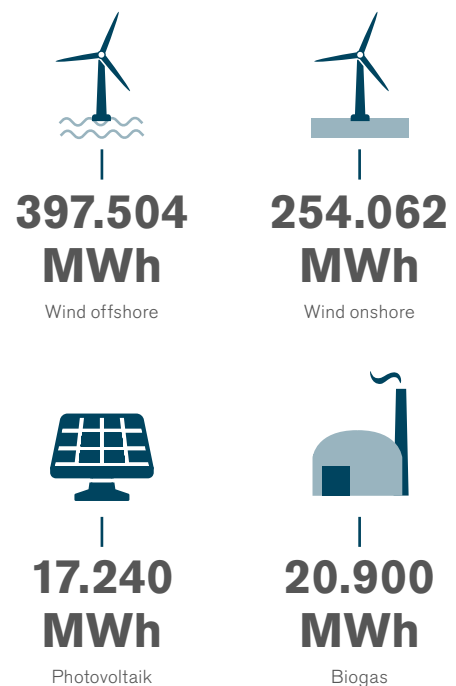 397.504
MWh
Wind offshore
254.062
MWh
Wind onshore
17.240
MWh
Photovoltaik
20.900
MWh
Biogas